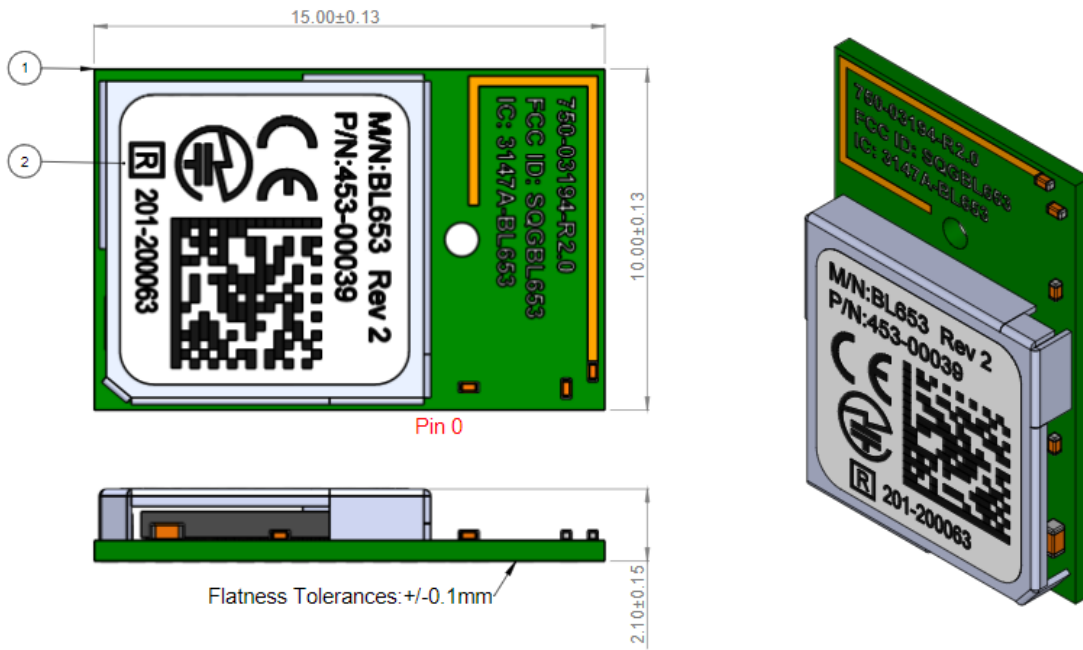 15.00±0.13
1
2
M/N:BL653 Rev 2
P/N:453-00039
CE
R 201-200063
750-03194-R2.0
FCC ID: SQGBL653
IC: 3147A-BL653
10.00±0.13
Pin 0
Flatness Tolerances:+/-0.1mm
2.10±0.15
750-03194-R2.0
FCC ID: SQGBL653
IC: 3147A-BL653
M/N:BL653 Rev 2
P/N:453-00039
CE
R 201-200063